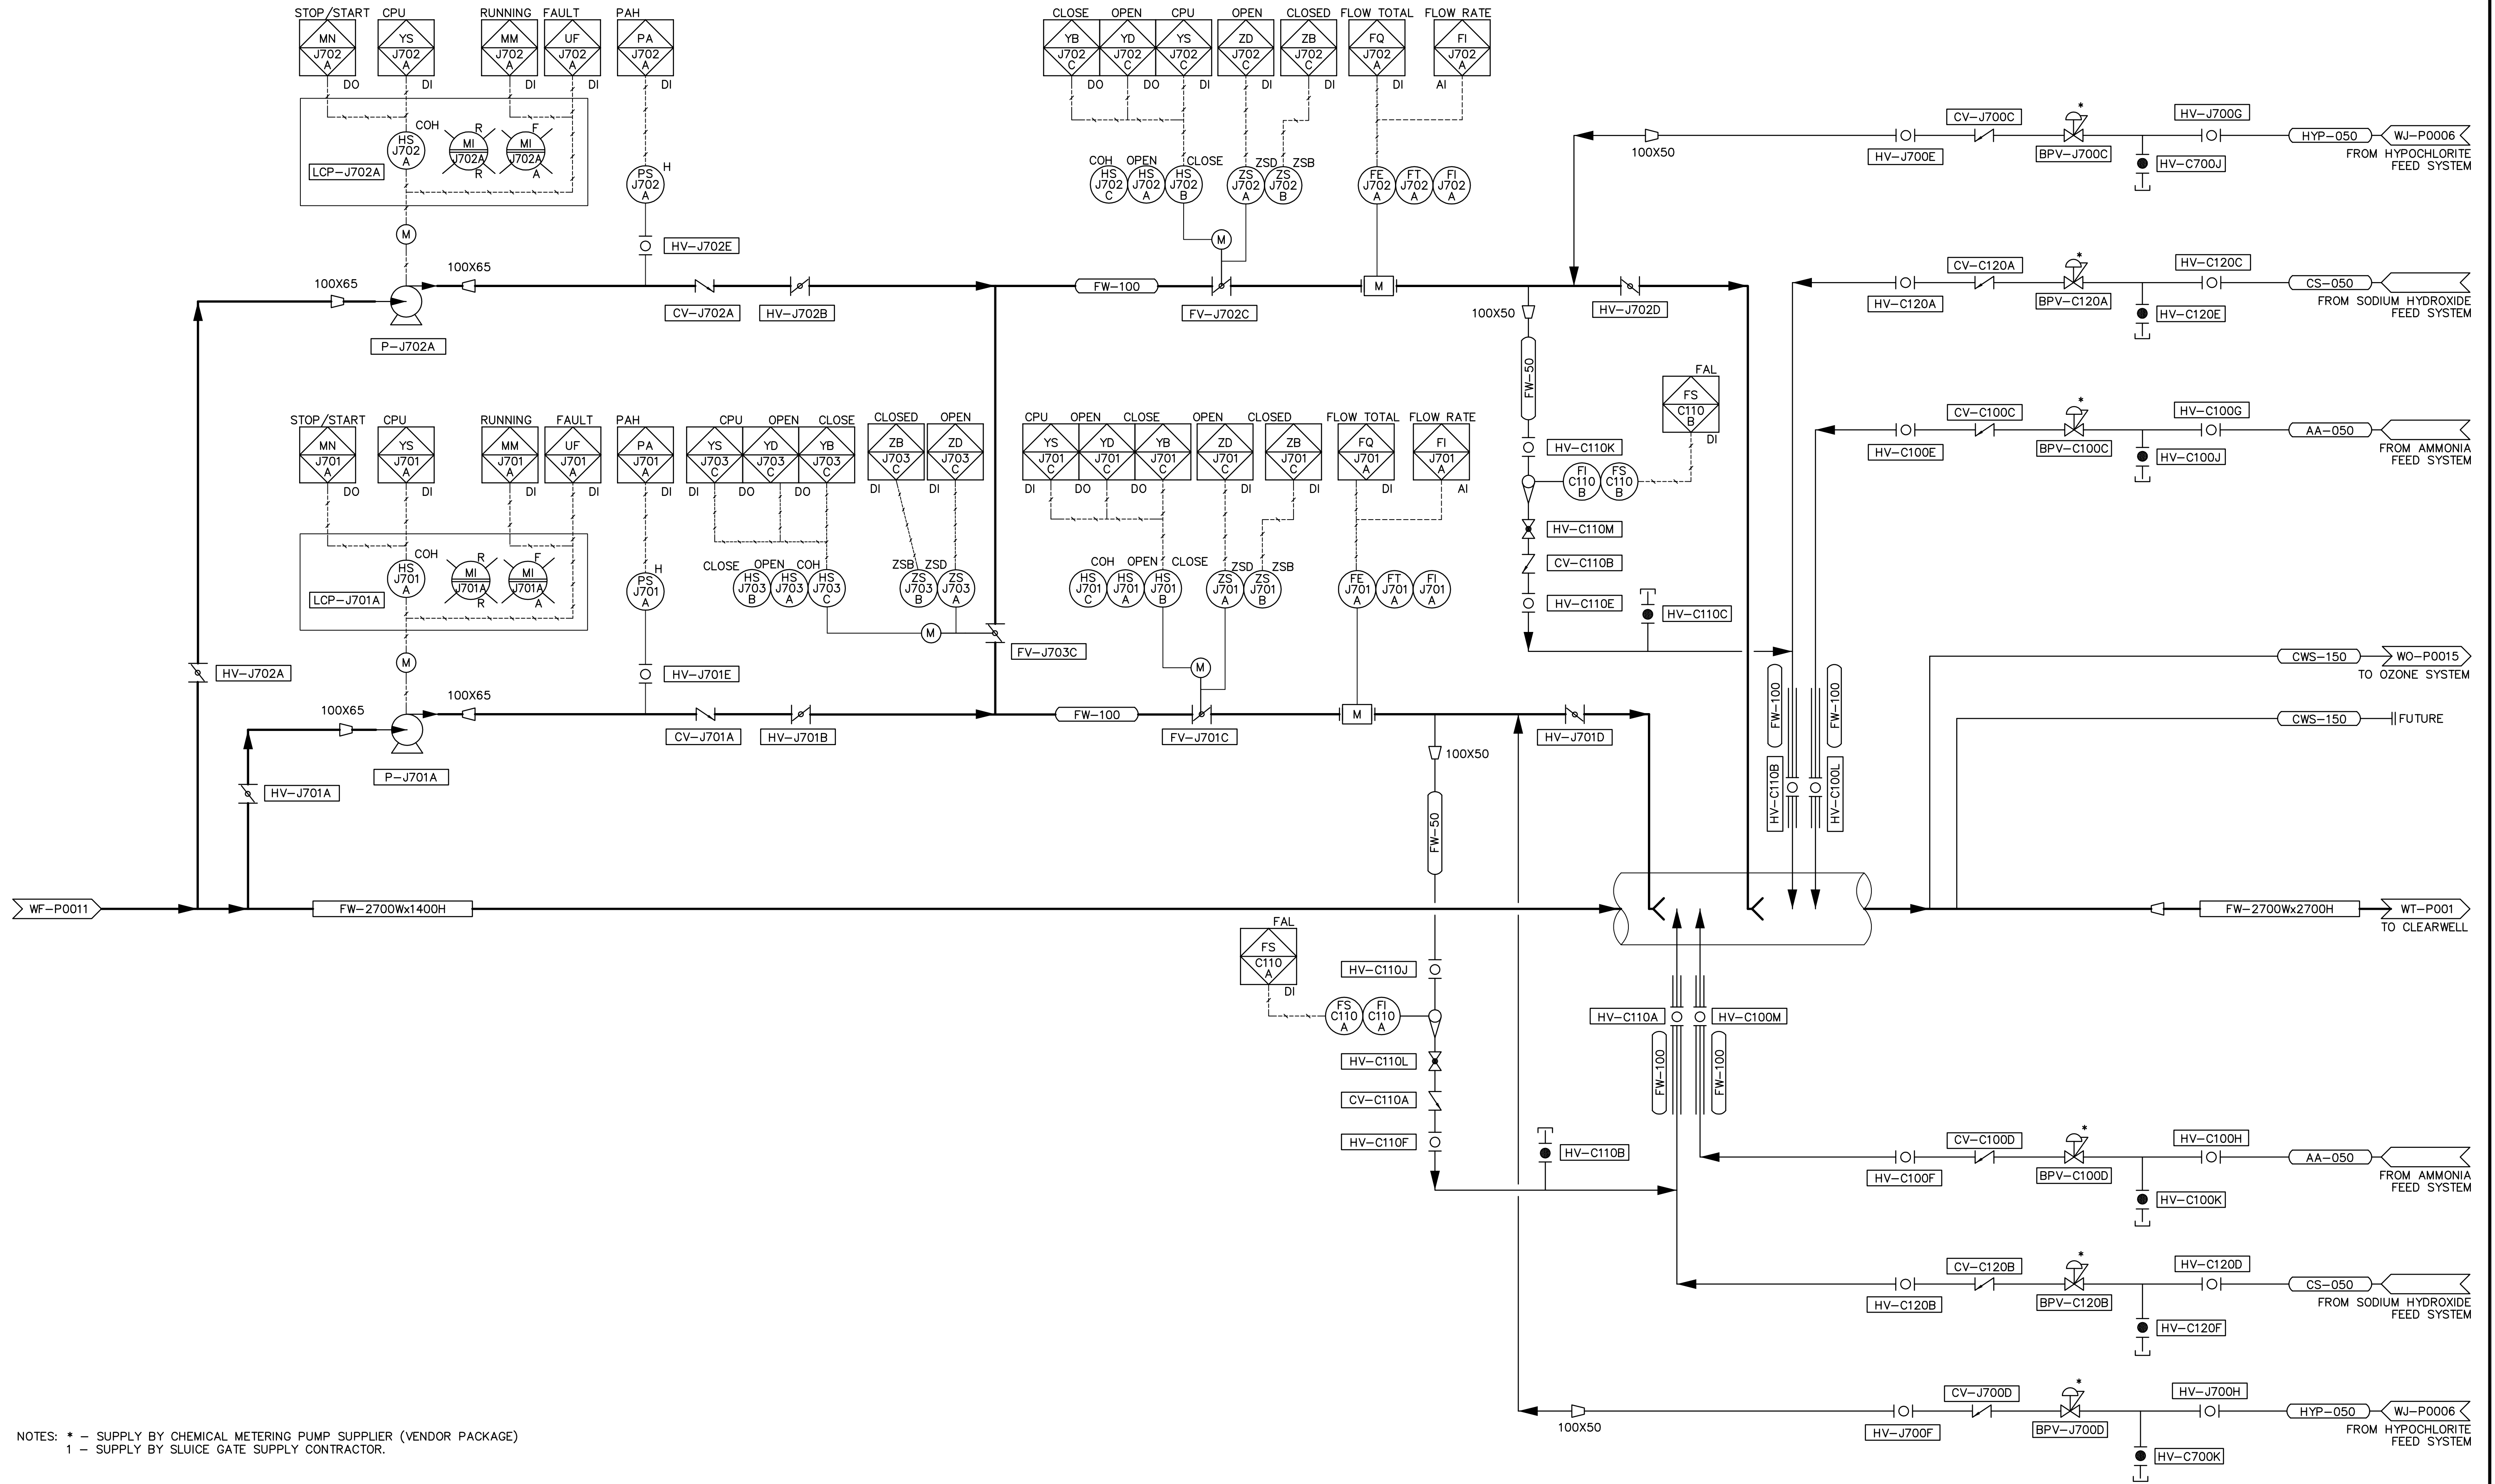 STOP/START CPU RUNNING FAULT PAH
MN J702 A DO
YS J702 A DI
MM J702 A DI
UF J702 A DI
PA J702 A DI
CLOSE OPEN CPU OPEN CLOSED FLOW TOTAL FLOW RATE
YB J702 C DO
YD J702 C DO
YS J702 C DI
ZD J702 C DI
ZB J702 C DI
FQ J702 A DI
FI J702 A AI
COH
HS J702 A
R MI J702A R
F MI J702A A
LCP-J702A
PS J702 A H
M
HV-J702E
100X65
100X65
P-J702A
CV-J702A
HV-J702B
COH OPEN CLOSE
HS J702 C
HS J702 A
HS J702 B
ZSD ZSB
ZS J702 A
ZS J702 B
FE J702 A
FT J702 A
FI J702 A
M
FW-100
FV-J702C
M
100X50
HV-J702D
100X50
HV-J700E
CV-J700C
*
BPV-J700C
HV-J700G
HV-C700J
HYP-050
WJ-P0006
FROM HYPOCHLORITE
FEED SYSTEM
HV-C120A
CV-C120A
*
BPV-C120A
HV-C120C
HV-C120E
CS-050
FROM SODIUM HYDROXIDE
FEED SYSTEM
HV-C100E
CV-C100C
*
BPV-C100C
HV-C100G
HV-C100J
AA-050
FROM AMMONIA
FEED SYSTEM
FW-50
FAL
FS C110 B DI
HV-C110K
FI C110 B
FS C110 B
HV-C110M
CV-C110B
HV-C110E
HV-C110C
STOP/START CPU RUNNING FAULT PAH
MN J701 A DO
YS J701 A DI
MM J701 A DI
UF J701 A DI
PA J701 A DI
CPU OPEN CLOSE
YS J703 C DI
YD J703 C DO
YB J703 C DO
CLOSED OPEN
ZB J703 C DI
ZD J703 C DI
CPU OPEN CLOSE OPEN CLOSED FLOW TOTAL FLOW RATE
YS J701 C DI
YD J701 C DO
YB J701 C DO
ZD J701 C DI
ZB J701 C DI
FQ J701 A DI
FI J701 A AI
COH
HS J701 A
R MI J701A R
F MI J701A A
LCP-J701A
PS J701 A H
CLOSE OPEN COH
HS J703 B
HS J703 A
HS J703 C
ZSB ZSD
ZS J703 B
ZS J703 A
COH OPEN CLOSE
HS J701 C
HS J701 A
HS J701 B
ZSD ZSB
ZS J701 A
ZS J701 B
FE J701 A
FT J701 A
FI J701 A
M
M
FV-J703C
M
HV-J702A
HV-J701E
100X65
100X65
CV-J701A
HV-J701B
P-J701A
HV-J701A
FW-100
FV-J701C
M
100X50
HV-J701D
FW-50
FW-100
FW-100
HV-C110B
HV-C100L
CWS-150
WO-P0015
TO OZONE SYSTEM
CWS-150
FUTURE
WF-P0011
FW-2700Wx1400H
FW-2700Wx2700H
WT-P001
TO CLEARWELL
FAL
FS C110 A DI
HV-C110J
FS C110 A
FI C110 A
HV-C110L
CV-C110A
HV-C110F
HV-C110B
HV-C110A
HV-C100M
FW-100
FW-100
HV-C100F
CV-C100D
*
BPV-C100D
HV-C100H
HV-C100K
AA-050
FROM AMMONIA
FEED SYSTEM
HV-C120B
CV-C120B
*
BPV-C120B
HV-C120D
HV-C120F
CS-050
FROM SODIUM HYDROXIDE
FEED SYSTEM
100X50
HV-J700F
CV-J700D
*
BPV-J700D
HV-J700H
HV-C700K
HYP-050
WJ-P0006
FROM HYPOCHLORITE
FEED SYSTEM
NOTES: * - SUPPLY BY CHEMICAL METERING PUMP SUPPLIER (VENDOR PACKAGE)
1 - SUPPLY BY SLUICE GATE SUPPLY CONTRACTOR.